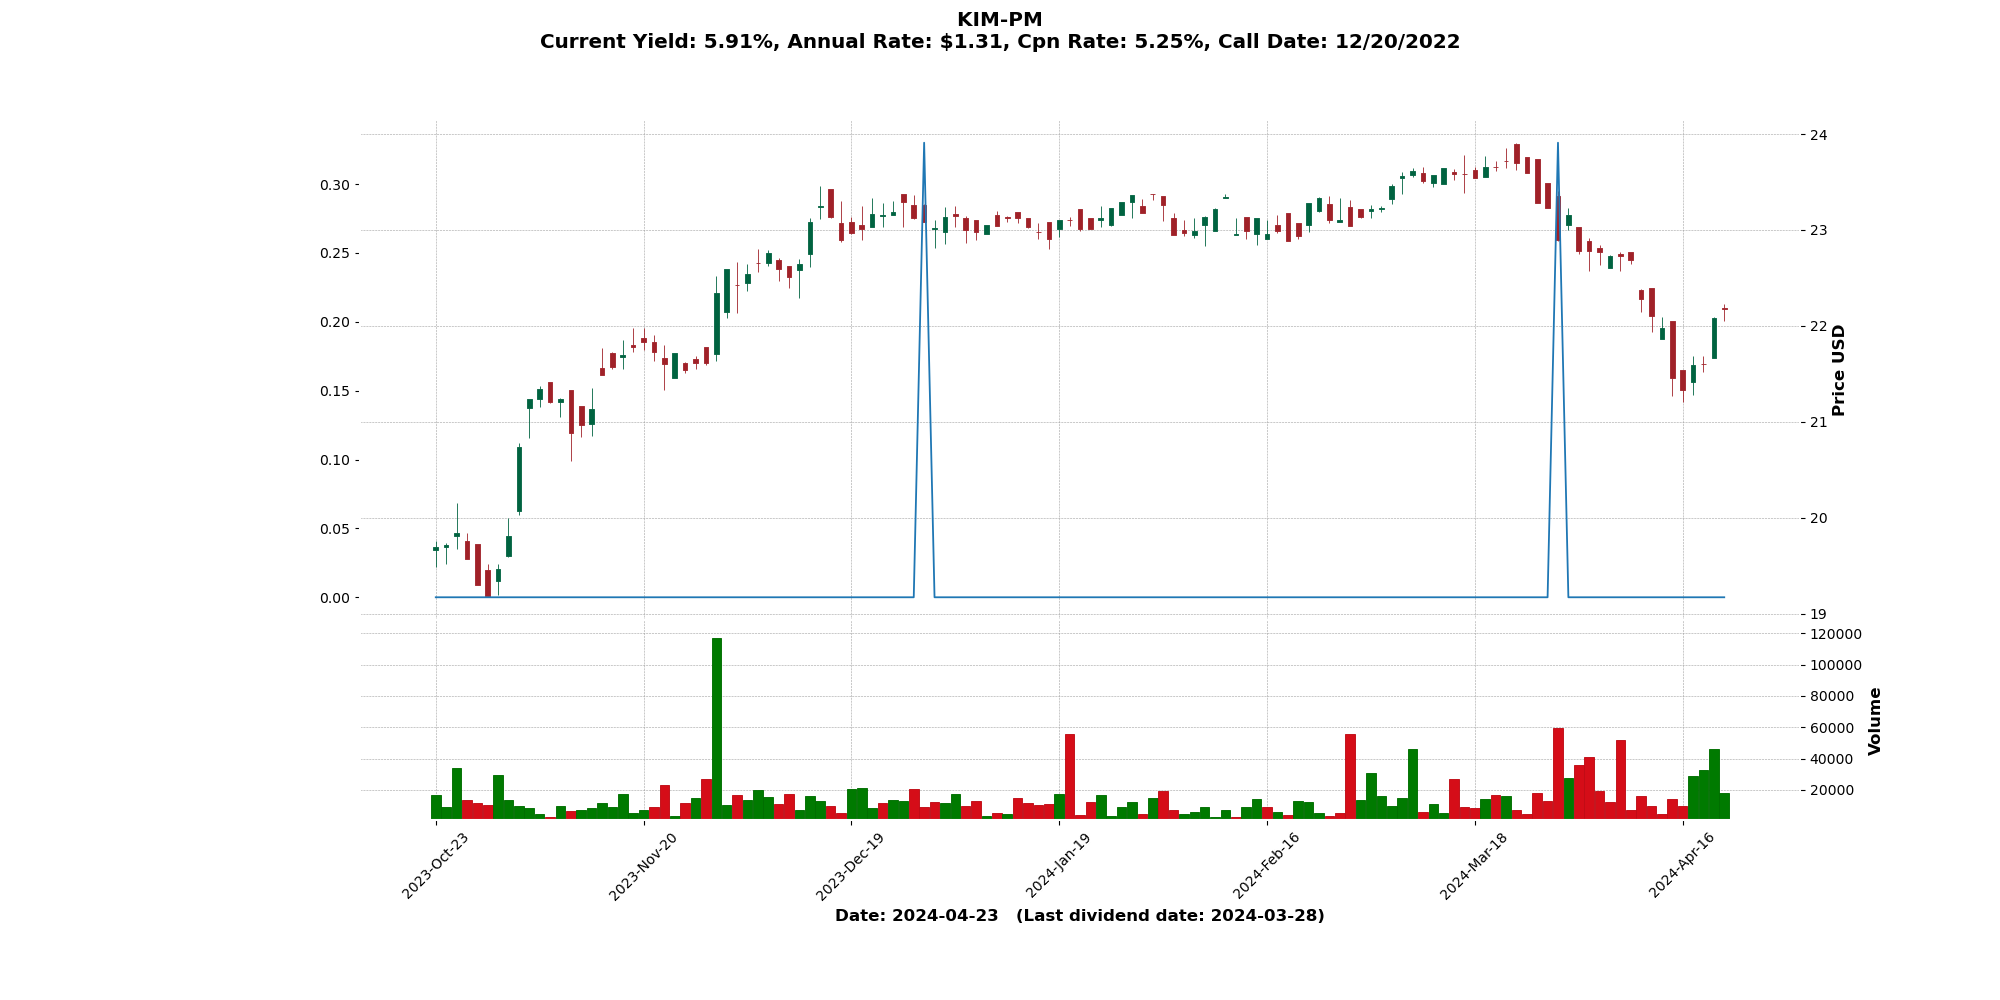 KIM-PM
Current Yield: 5.91%, Annual Rate: $1.31, Cpn Rate: 5.25%, Call Date: 12/20/2022
0.30
0.25
0.20
0.15
0.10
0.05
0.00
24
23
22
21
20
19
Price USD
120000
100000
80000
60000
40000
20000
Volume
2023-Oct-23
2023-Nov-20
2023-Dec-19
2024-Jan-19
2024-Feb-16
2024-Mar-18
2024-Apr-16
Date: 2024-04-23   (Last dividend date: 2024-03-28)